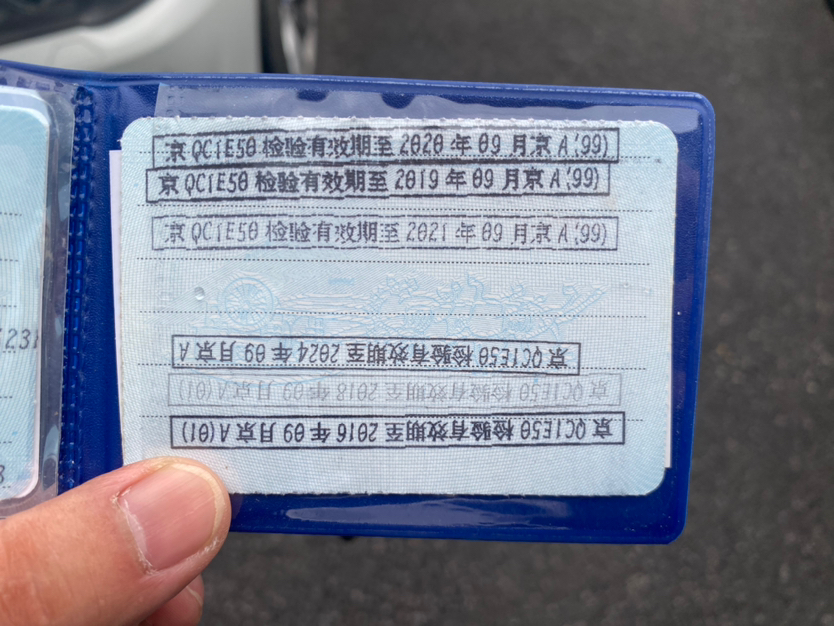 京QC1E50检验有效期至2020年09月京A(99)
京QC1E50检验有效期至2019年09月京A(99)
京QC1E50检验有效期至2021年09月京A(99)
京QC1E50检验有效期至2024年09月京A
京QC1E50检验有效期至2018年09月京A(01)
京QC1E50检验有效期至2016年09月京A(01)